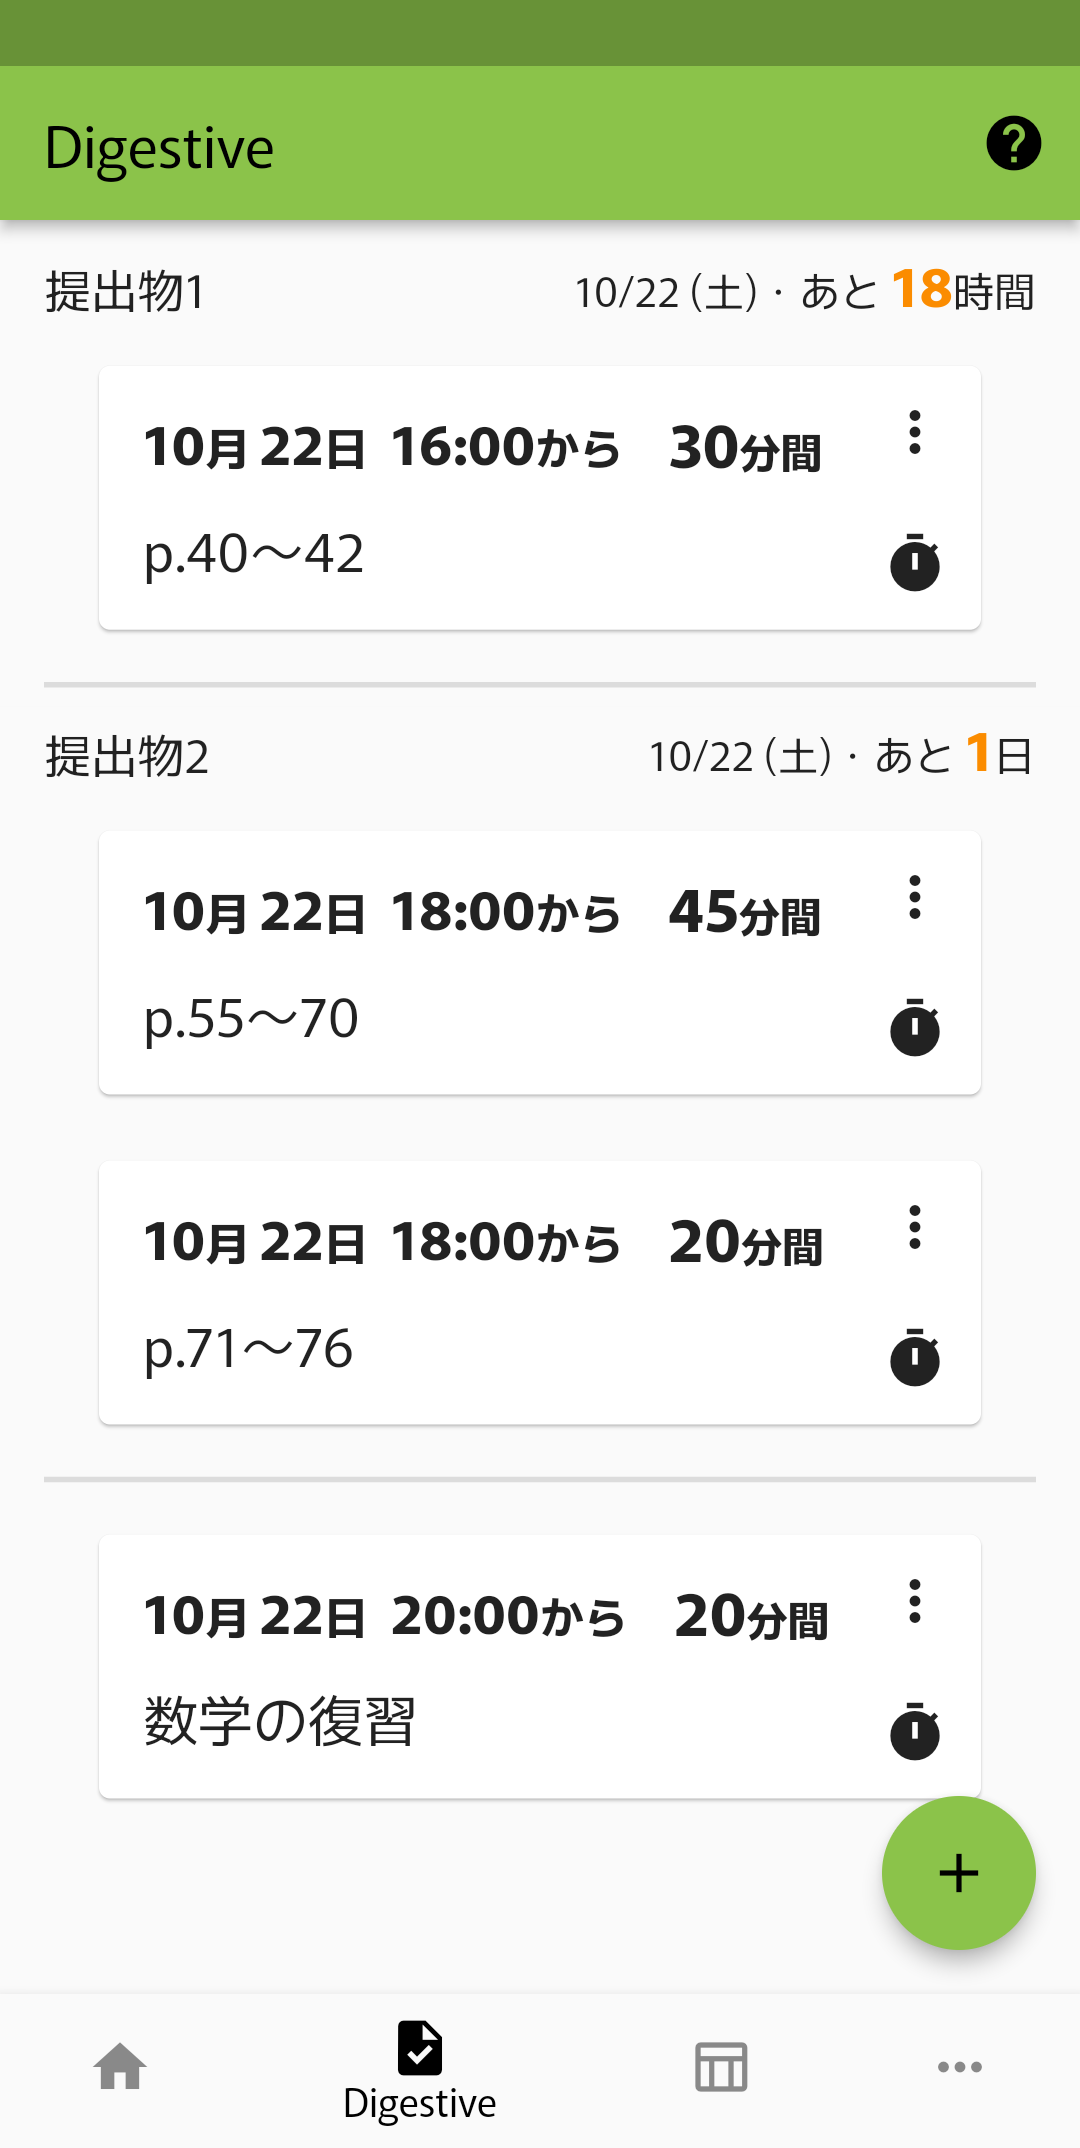 Digestive
提出物1 10/22 (土)・あと 18時間
10月 22日 16:00から 30分間
p.40〜42
提出物2 10/22 (土)・あと 1日
10月 22日 18:00から 45分間
p.55〜70
10月 22日 18:00から 20分間
p.71〜76
10月 22日 20:00から 20分間
数学の復習
Digestive